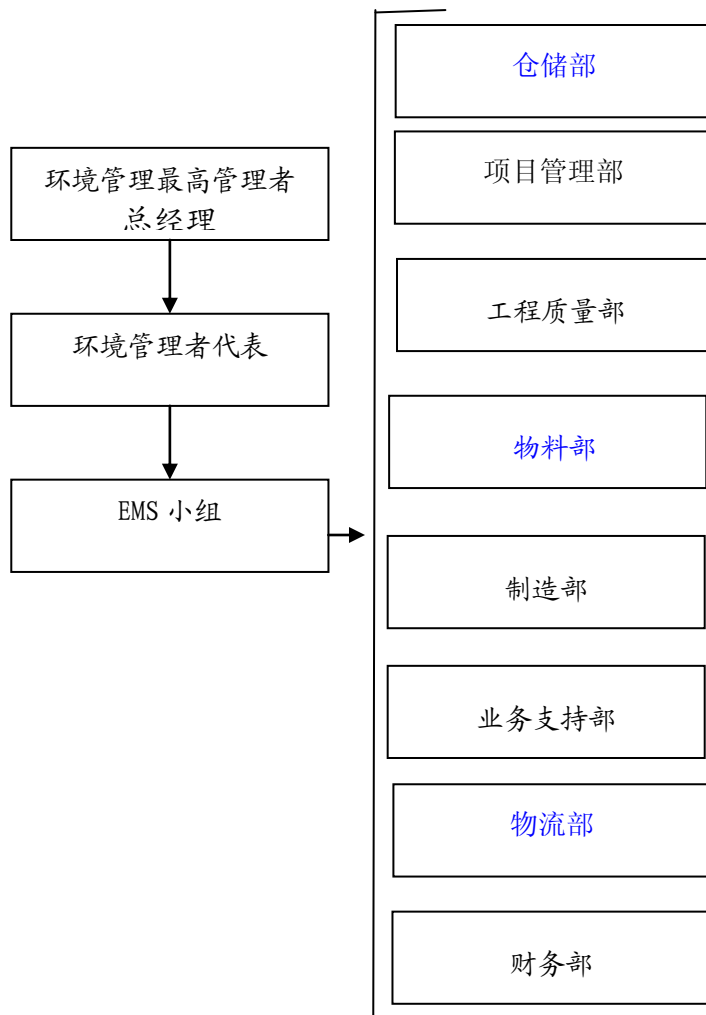 环境管理最高管理者
总经理
环境管理者代表
EMS 小组
仓储部
项目管理部
工程质量部
物料部
制造部
业务支持部
物流部
财务部